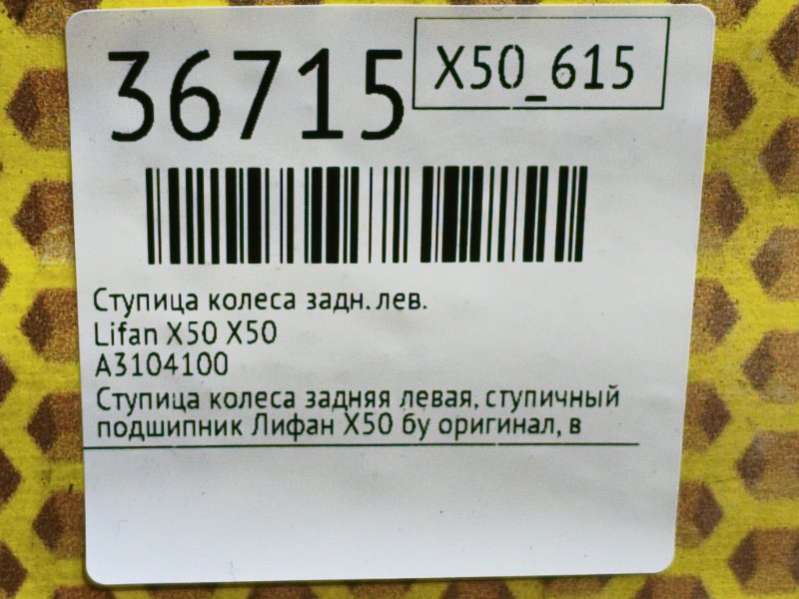 36715
X50_615
Ступица колеса задн. лев.
Lifan X50 X50
A3104100
Ступица колеса задняя левая, ступичный
подшипник Лифан Х50 бу оригинал, в